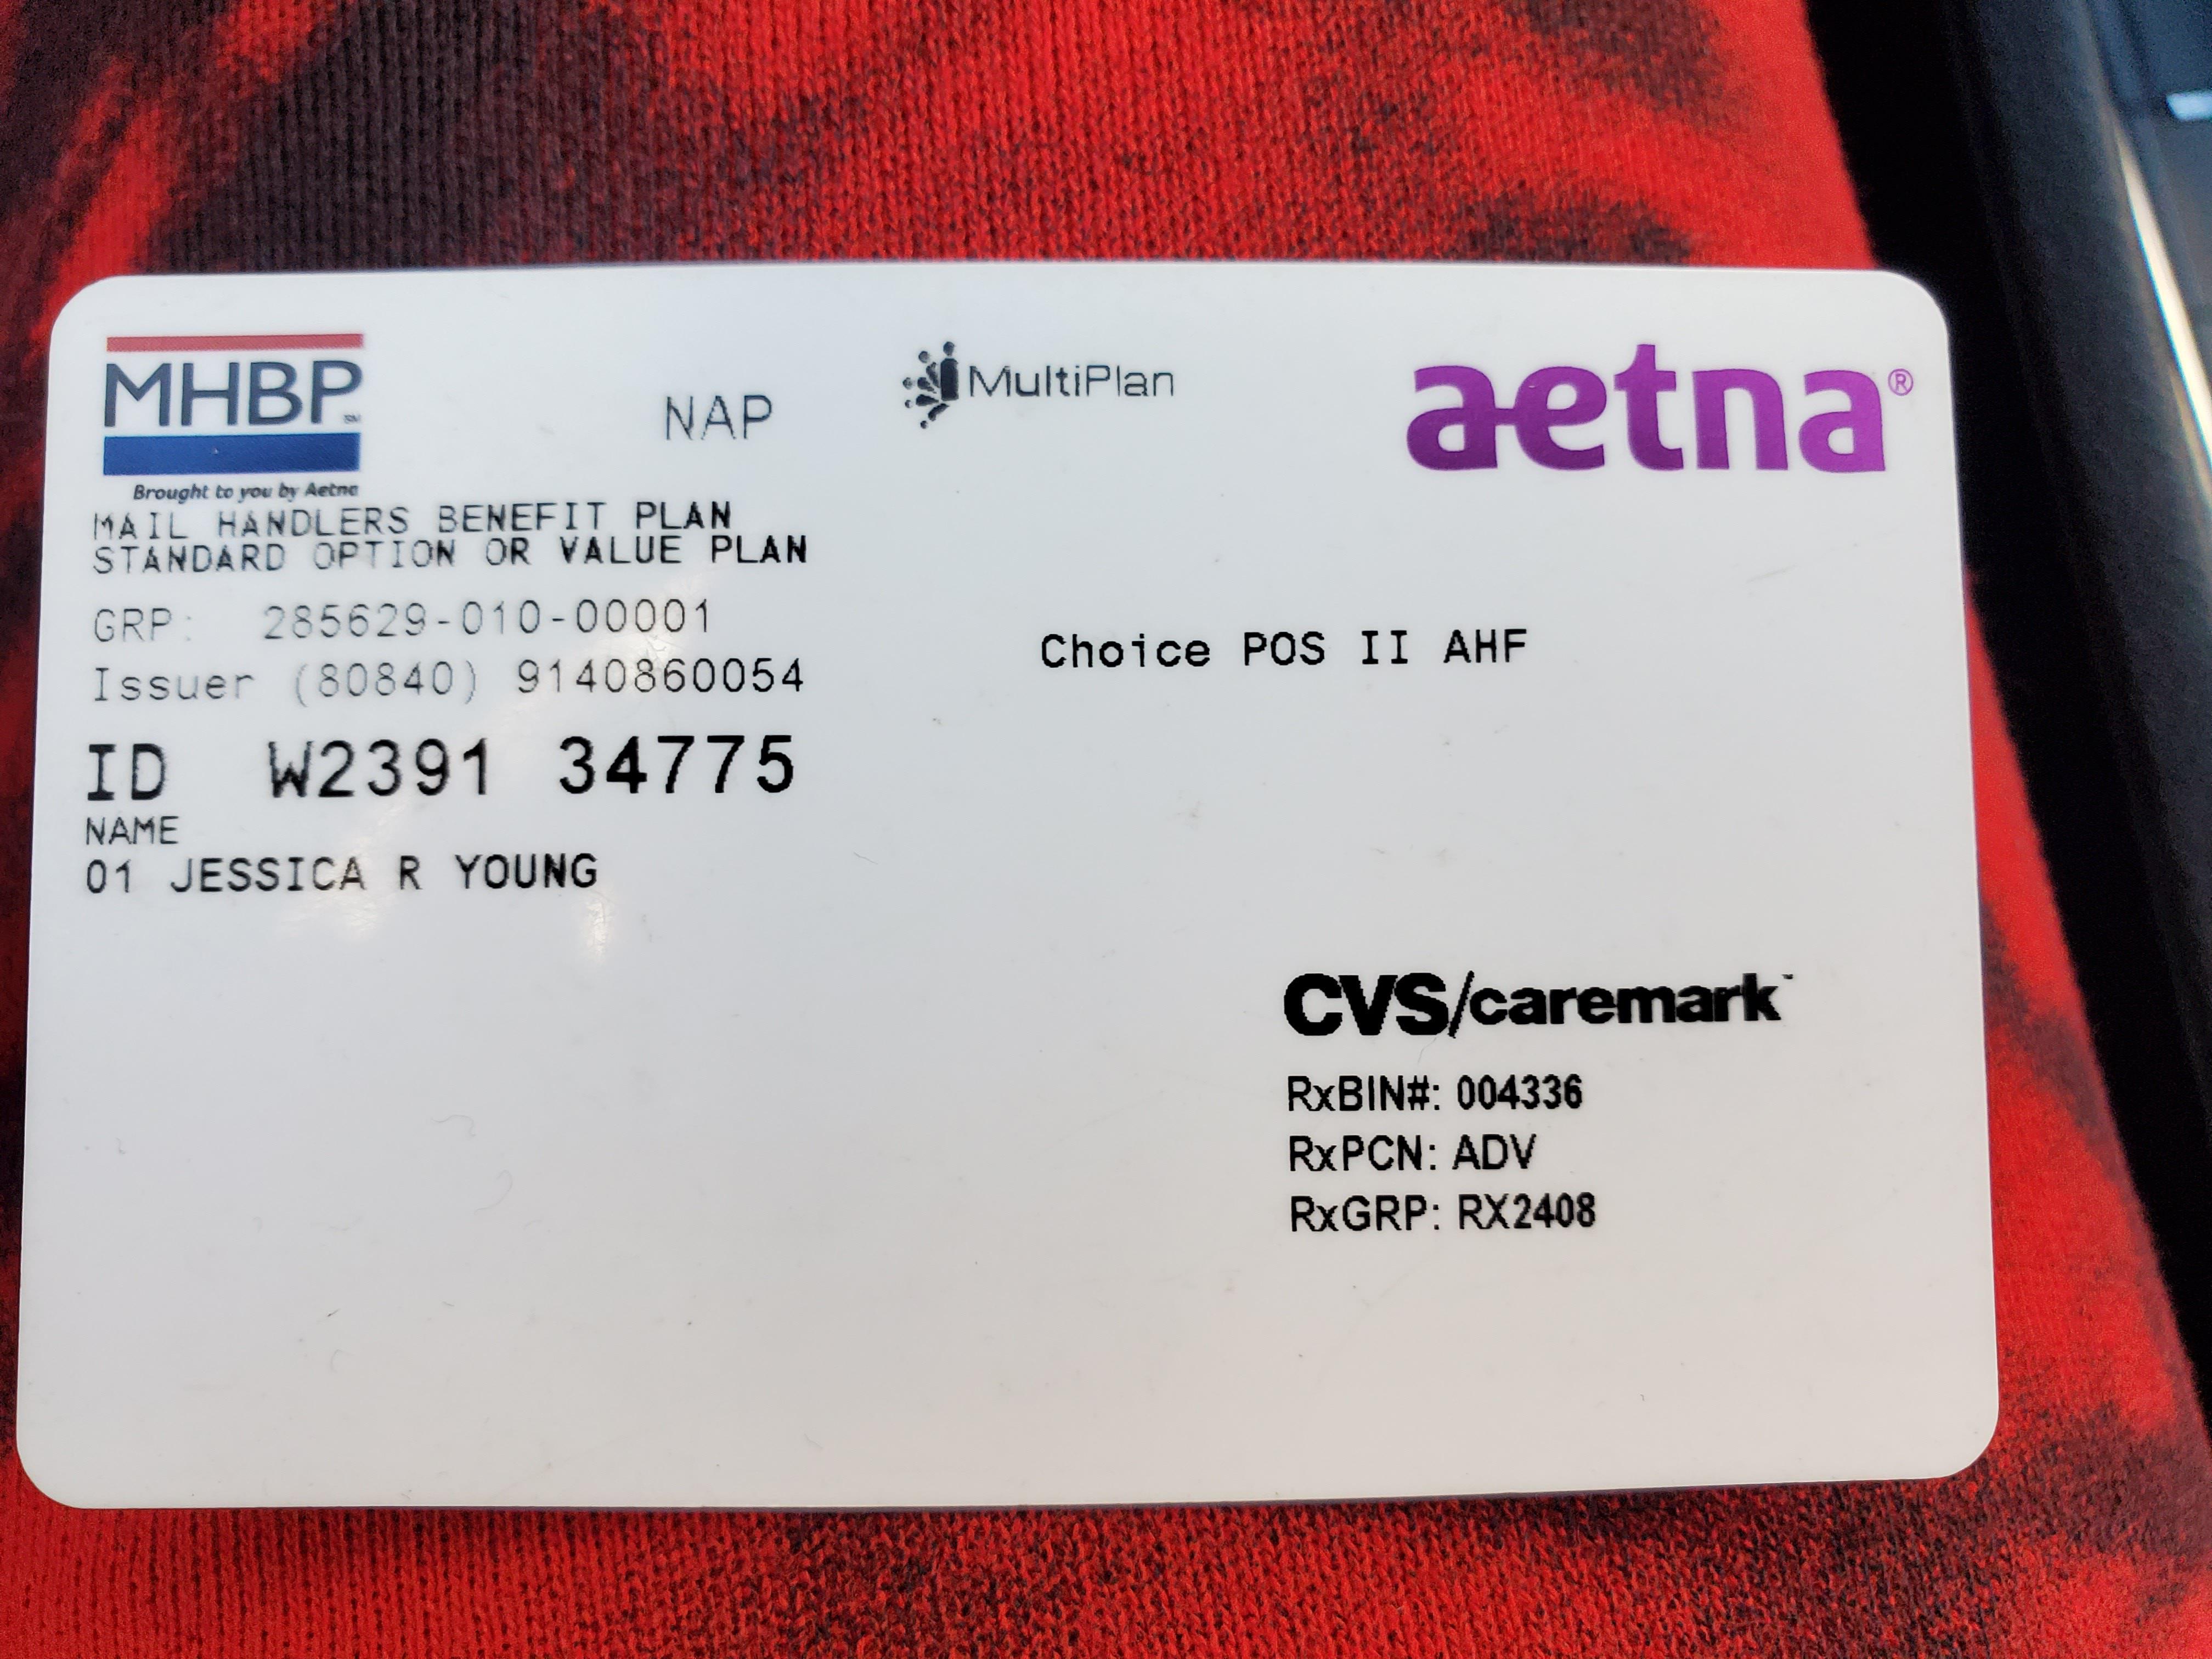 MHBP
SM
Brought to you by Aetna
NAP
MultiPlan
aetna®
MAIL HANDLERS BENEFIT PLAN
STANDARD OPTION OR VALUE PLAN
GRP: 285629-010-00001
Issuer (80840) 9140860054
Choice POS II AHF
ID W2391 34775
NAME
01 JESSICA R YOUNG
CVS/caremark™
RxBIN#: 004336
RxPCN: ADV
RxGRP: RX2408